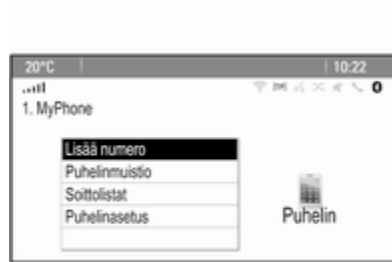 20°C 10:22
1. MyPhone
Lisää numero
Puhelinmuistio
Soittolistat
Puhelinasetus
Puhelin